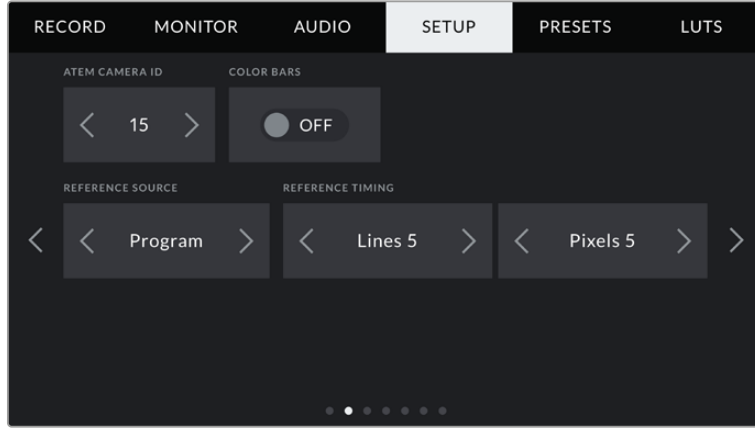 RECORD MONITOR AUDIO SETUP PRESETS LUTS
ATEM CAMERA ID COLOR BARS
15 OFF
REFERENCE SOURCE REFERENCE TIMING
Program Lines 5 Pixels 5